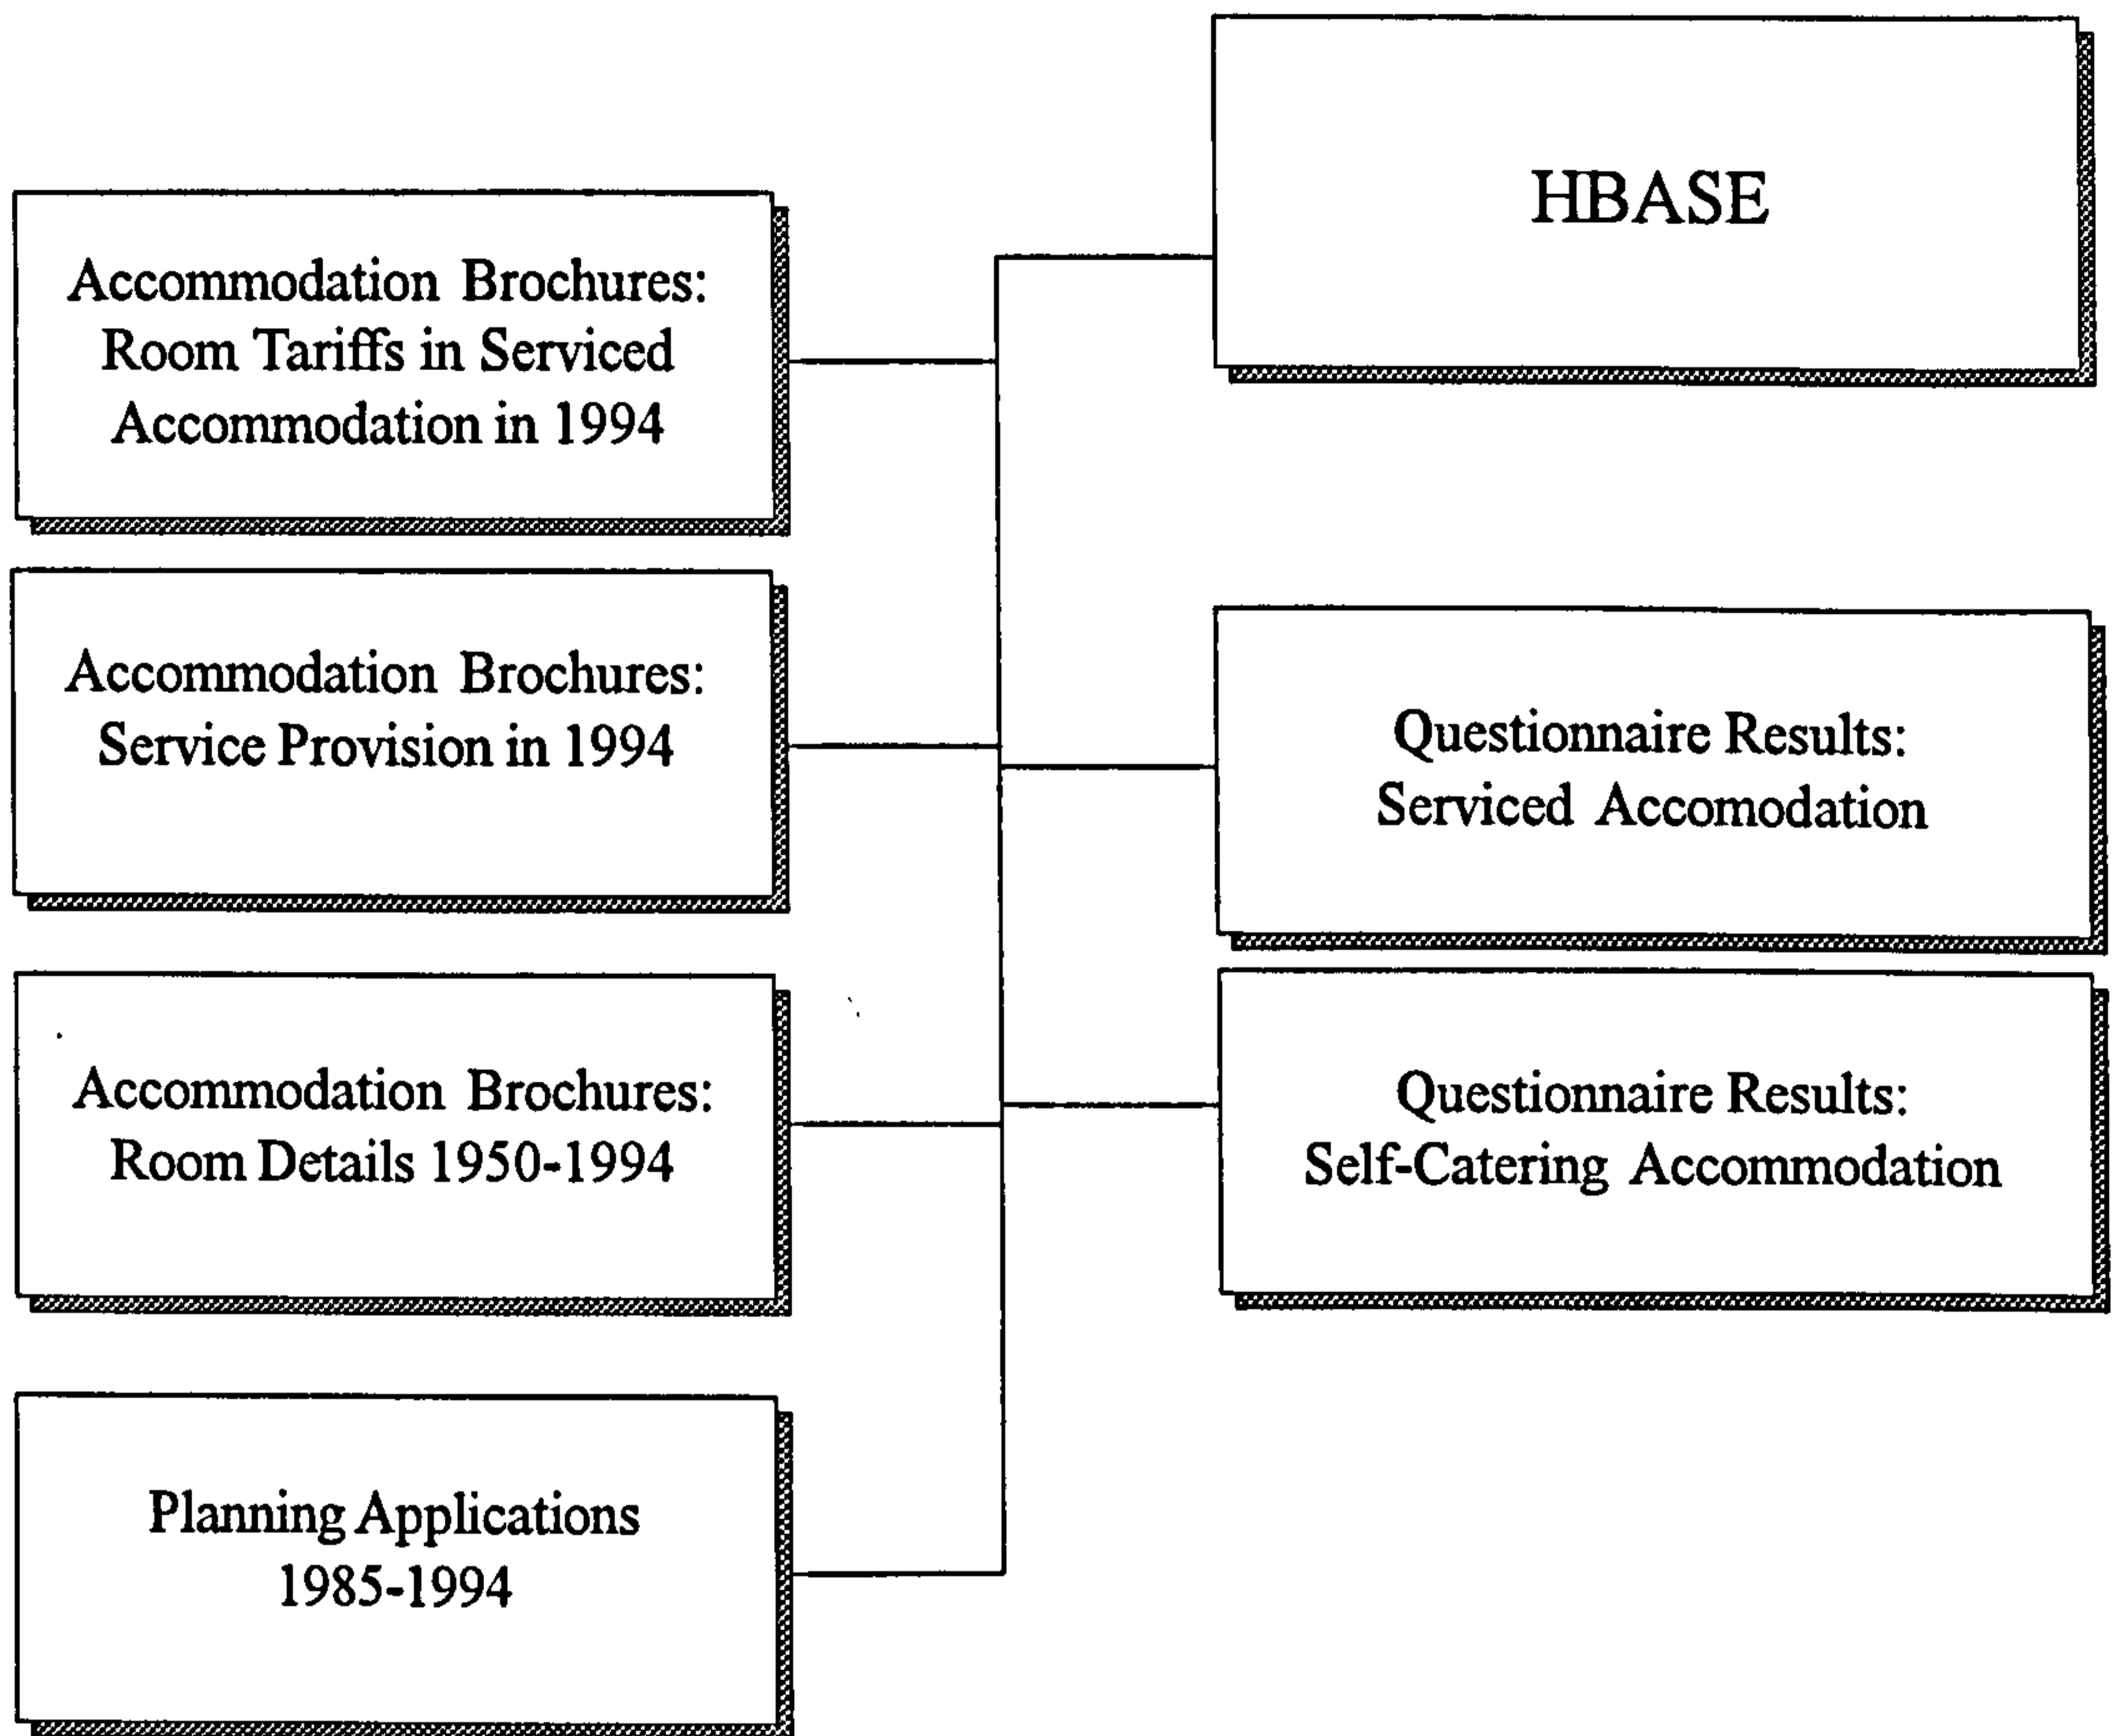 HBASE
Accommodation Brochures:
Room Tariffs in Serviced
Accommodation in 1994
Accommodation Brochures:
Service Provision in 1994
Questionnaire Results:
Serviced Accomodation
Accommodation Brochures:
Room Details 1950-1994
Questionnaire Results:
Self-Catering Accommodation
Planning Applications
1985-1994